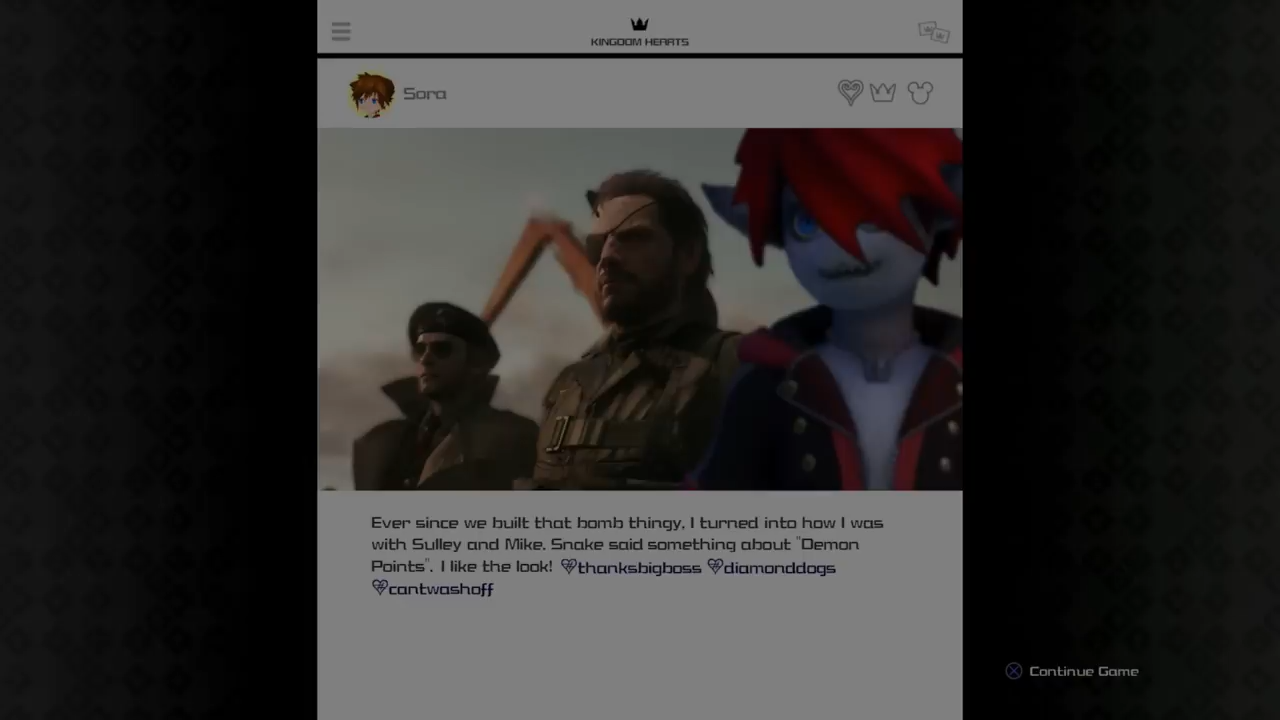 KINGDOM HEARTS
Sora
Ever since we built that bomb thingy, I turned into how I was
with Sulley and Mike. Snake said something about "Demon
Points". I like the look! thanksbigboss diamonddogs
cantwashoff
Continue Game